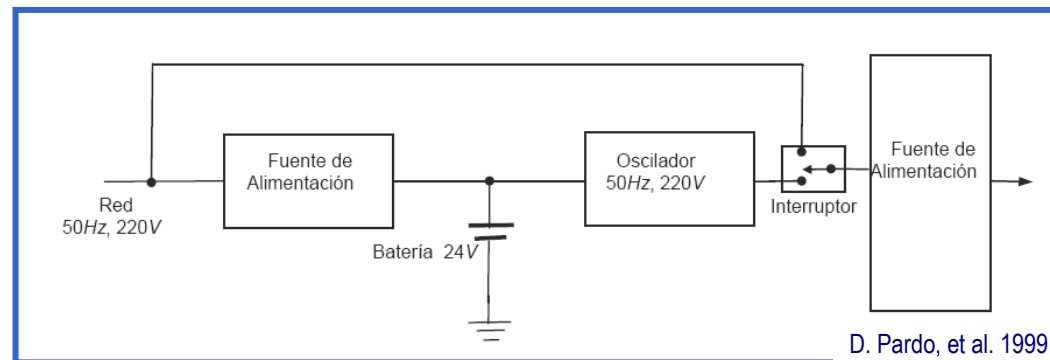 Red
50Hz, 220V
Fuente de
Alimentación
Batería 24V
Oscilador
50Hz, 220V
Interruptor
Fuente de
Alimentación
D. Pardo, et al. 1999